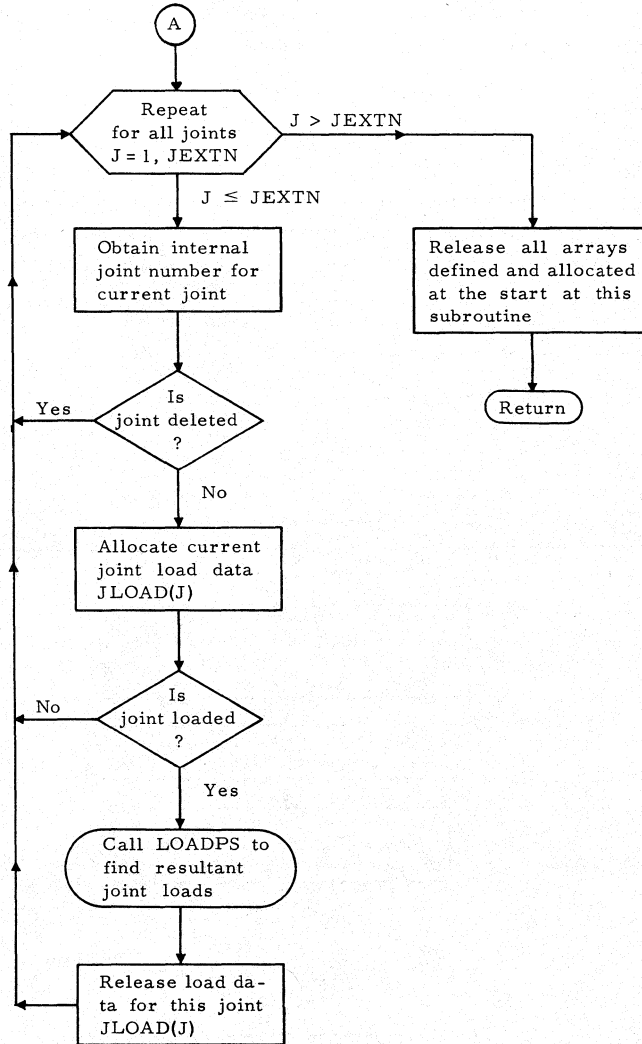 A
Repeat
for all joints
J = 1, JEXTN
J > JEXTN
J ≤ JEXTN
Obtain internal
joint number for
current joint
Release all arrays
defined and allocated
at the start at this
subroutine
Return
Is
joint deleted
?
Yes
No
Allocate current
joint load data
JLOAD(J)
Is
joint loaded
?
No
Yes
Call LOADPS to
find resultant
joint loads
Release load da-
ta for this joint
JLOAD(J)